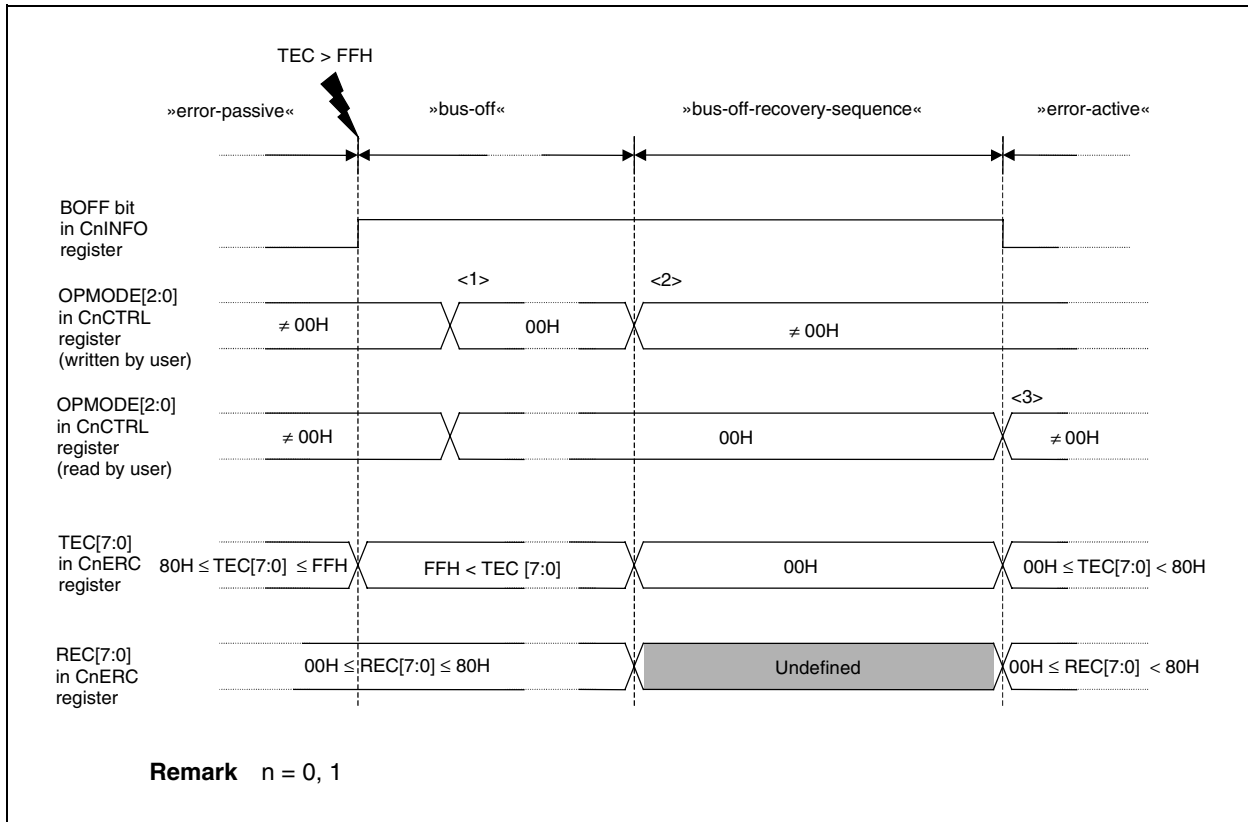 TEC > FFH
»error-passive« »bus-off« »bus-off-recovery-sequence« »error-active«
BOFF bit
in CnINFO
register
<1> <2>
OPMODE[2:0]
in CnCTRL
register
(written by user)
≠ 00H 00H ≠ 00H
<3>
OPMODE[2:0]
in CnCTRL
register
(read by user)
≠ 00H 00H ≠ 00H
TEC[7:0]
in CnERC
register
80H ≤ TEC[7:0] ≤ FFH FFH < TEC [7:0] 00H 00H ≤ TEC[7:0] < 80H
REC[7:0]
in CnERC
register
00H ≤ REC[7:0] ≤ 80H Undefined 00H ≤ REC[7:0] < 80H
Remark n = 0, 1